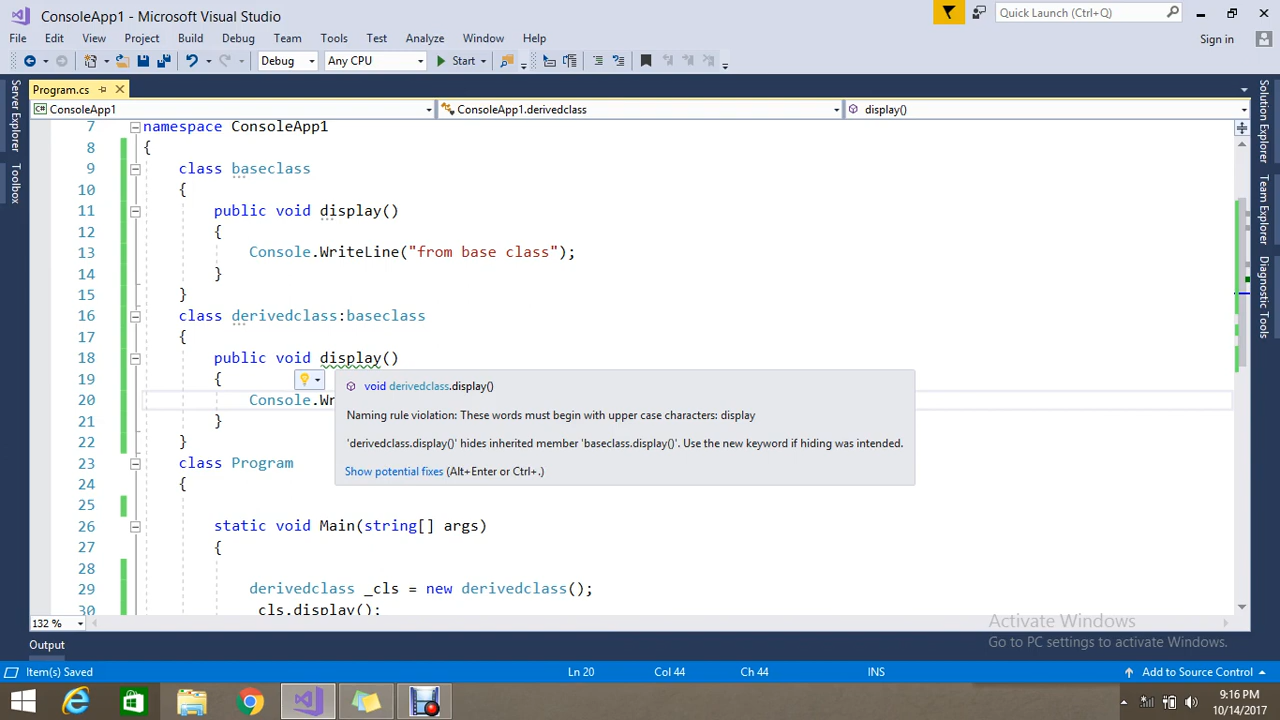 ConsoleApp1 - Microsoft Visual Studio
Quick Launch (Ctrl+Q)
File Edit View Project Build Debug Team Tools Test Analyze Window Help
Sign in
Debug Any CPU Start
Program.cs
ConsoleApp1 ConsoleApp1.derivedclass display()
Server Explorer
Toolbox
Solution Explorer
Team Explorer
Diagnostic Tools
7 namespace ConsoleApp1
8 {
9 class baseclass
10 {
11 public void display()
12 {
13 Console.WriteLine("from base class");
14 }
15 }
16 class derivedclass:baseclass
17 {
18 public void display()
19 {
20 Console.Wr
21 }
22 }
23 class Program
24 {
25
26 static void Main(string[] args)
27 {
28
29 derivedclass _cls = new derivedclass();
30 _cls.display();
void derivedclass.display()
Naming rule violation: These words must begin with upper case characters: display
'derivedclass.display()' hides inherited member 'baseclass.display()'. Use the new keyword if hiding was intended.
Show potential fixes (Alt+Enter or Ctrl+.)
132 %
Activate Windows
Go to PC settings to activate Windows.
Output
Item(s) Saved Ln 20 Col 44 Ch 44 INS Add to Source Control
9:16 PM
10/14/2017